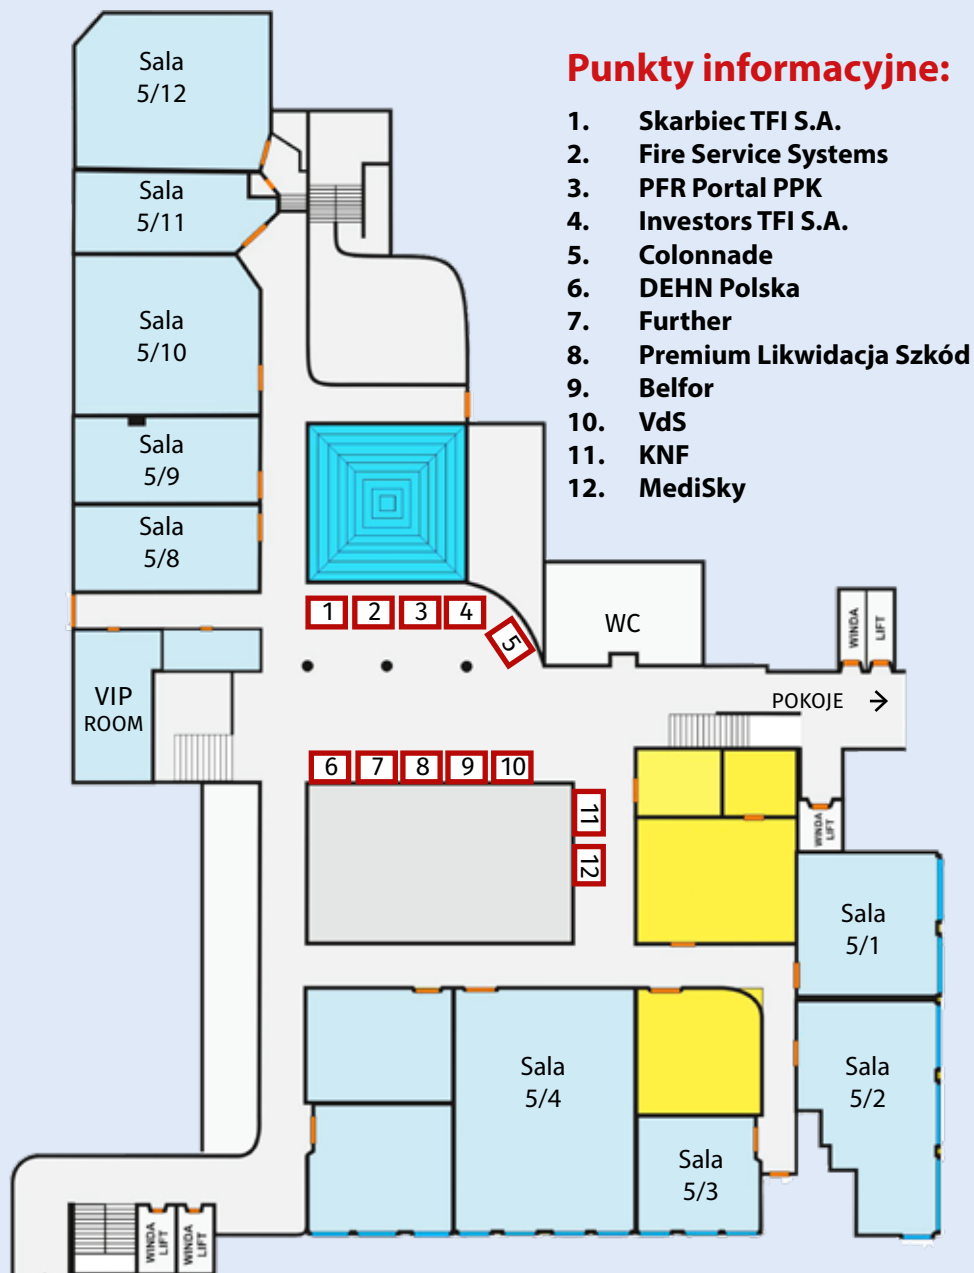 Punkty informacyjne:
1. Skarbiec TFI S.A.
2. Fire Service Systems
3. PFR Portal PPK
4. Investors TFI S.A.
5. Colonnade
6. DEHN Polska
7. Further
8. Premium Likwidacja Szkód
9. Belfor
10. VdS
11. KNF
12. MediSky
Sala
5/12
Sala
5/11
Sala
5/10
Sala
5/9
Sala
5/8
1 2 3 4
5
WC
WINDA
LIFT
VIP
ROOM
POKOJE →
6 7 8 9 10
11
12
WINDA
LIFT
Sala
5/1
Sala
5/4
Sala
5/2
Sala
5/3
WINDA
LIFT
WINDA
LIFT